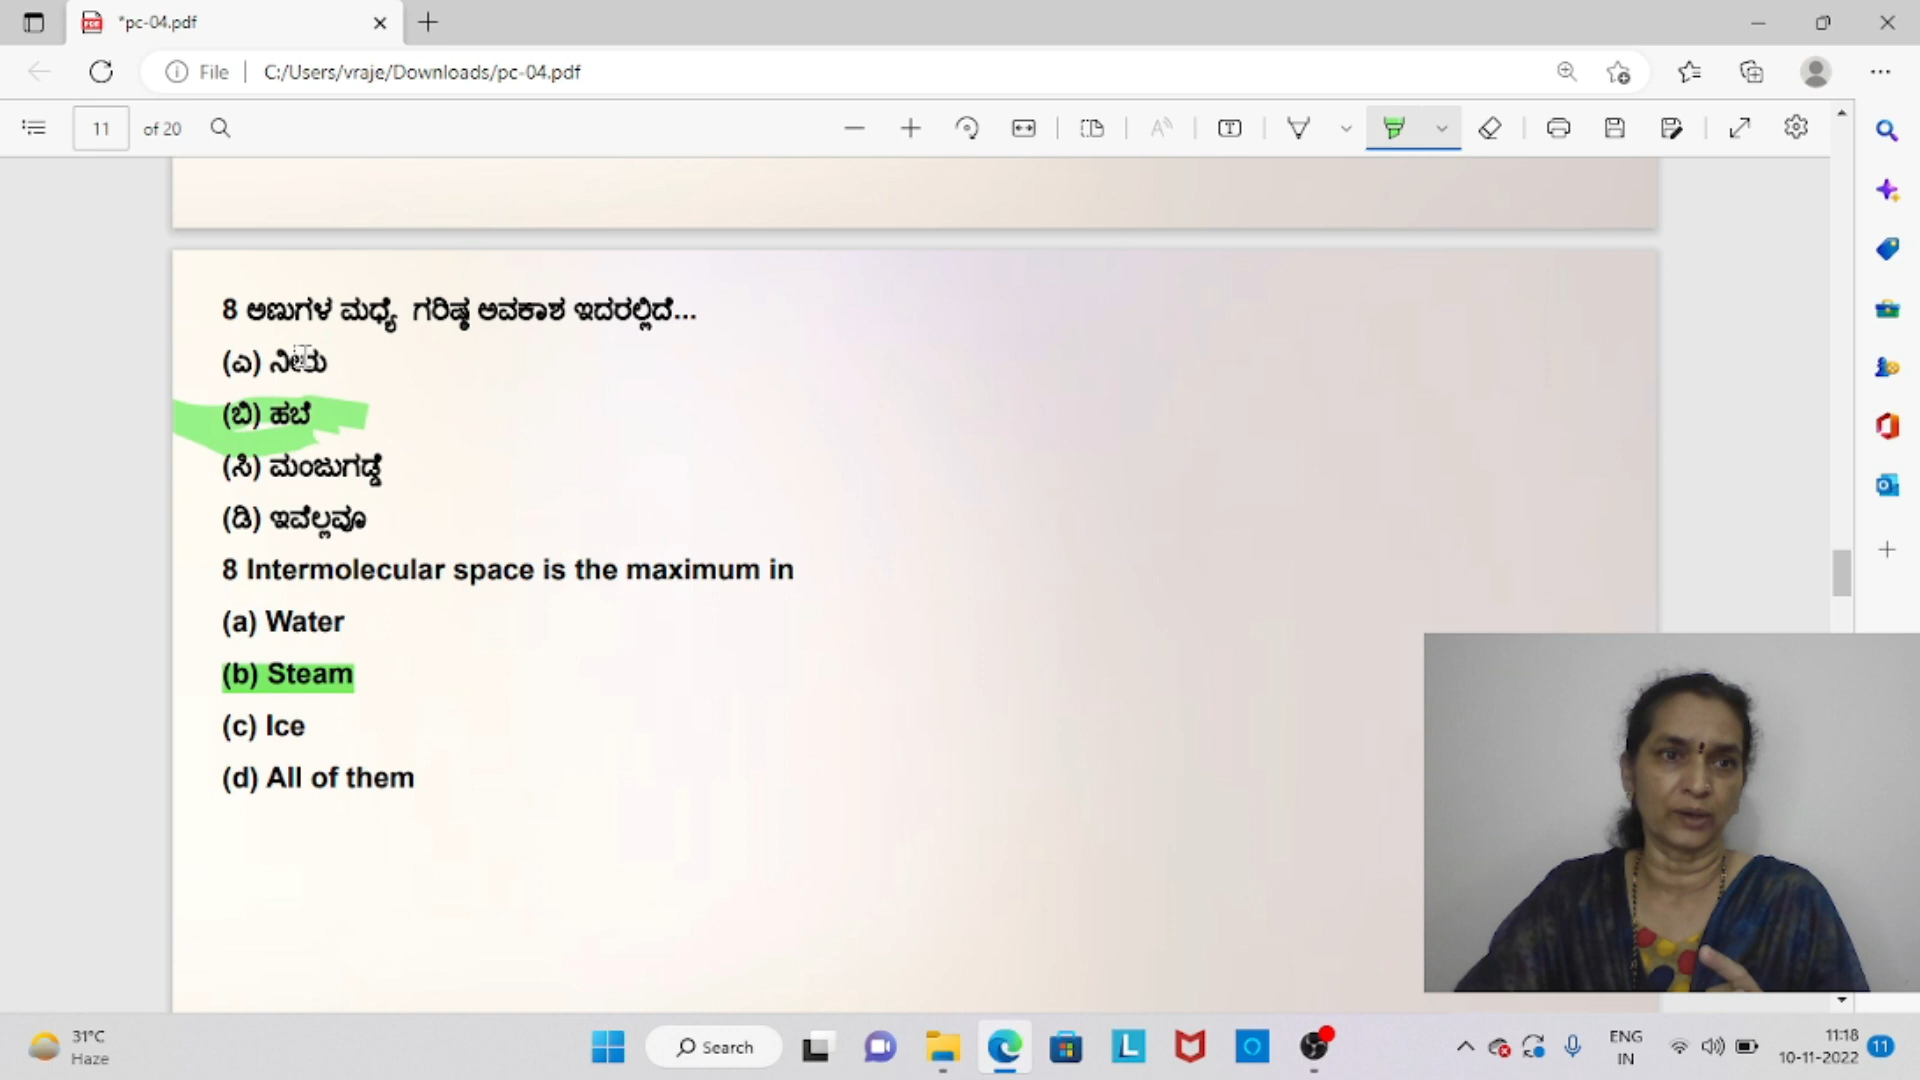 *pc-04.pdf
File
C:/Users/vraje/Downloads/pc-04.pdf
11 of 20
8 ಅಣುಗಳ ಮಧ್ಯೆ ಗರಿಷ್ಠ ಅವಕಾಶ ಇದರಲ್ಲಿದೆ...
(ಎ) ನೀರು
(ಬಿ) ಹಬೆ
(ಸಿ) ಮಂಜುಗಡ್ಡೆ
(ಡಿ) ಇವೆಲ್ಲವೂ
8 Intermolecular space is the maximum in
(a) Water
(b) Steam
(c) Ice
(d) All of them
31°C
Haze
Search
ENG
IN
11:18
10-11-2022
11